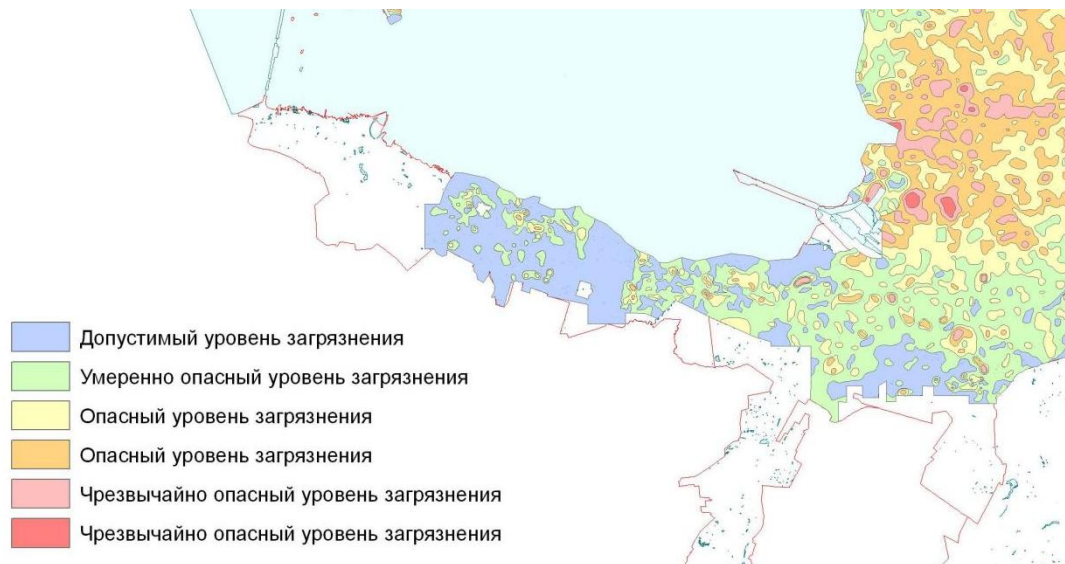 Допустимый уровень загрязнения
Умеренно опасный уровень загрязнения
Опасный уровень загрязнения
Опасный уровень загрязнения
Чрезвычайно опасный уровень загрязнения
Чрезвычайно опасный уровень загрязнения